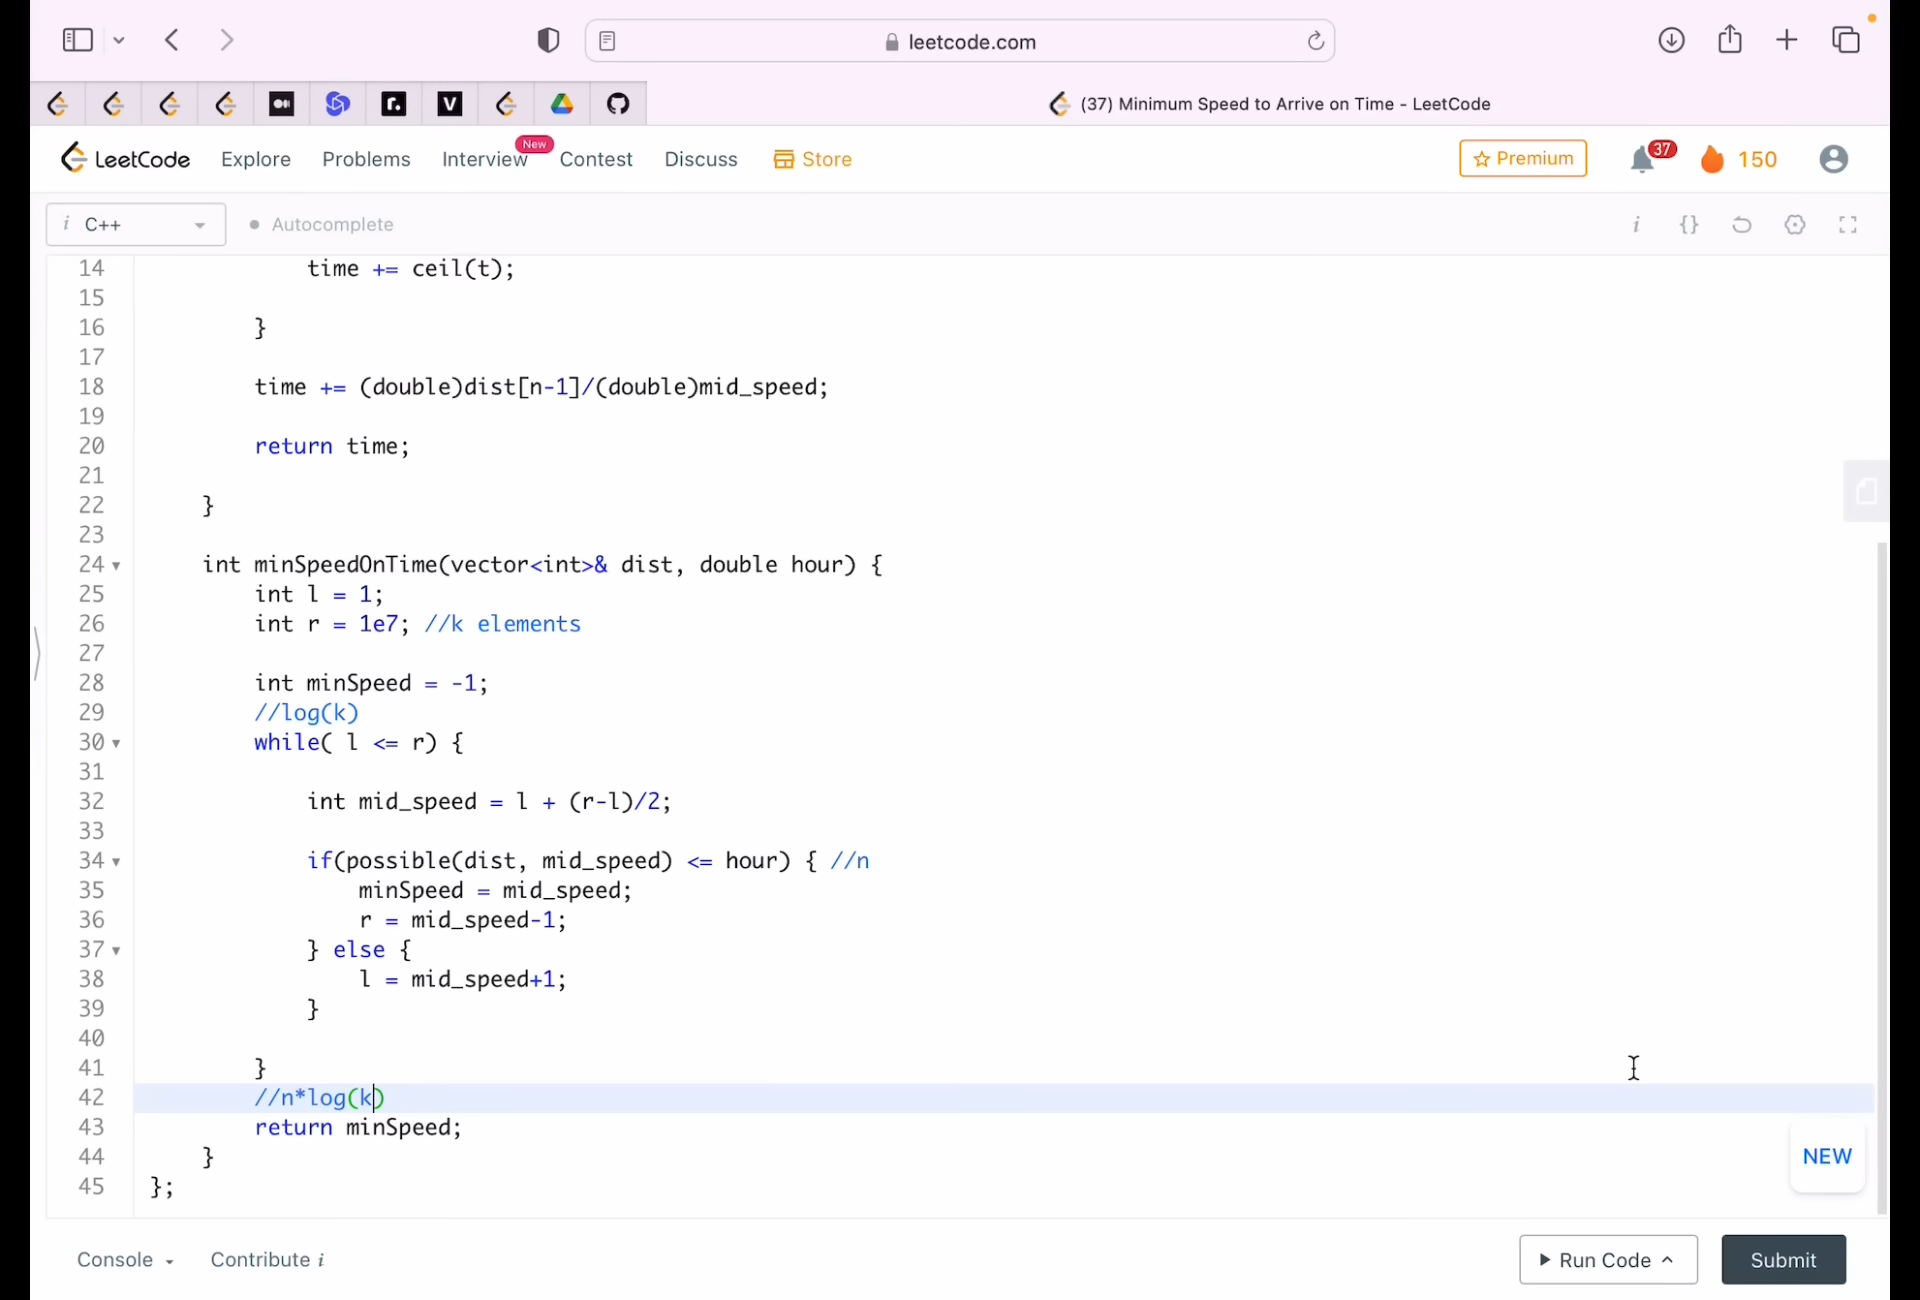 leetcode.com
(37) Minimum Speed to Arrive on Time - LeetCode
LeetCode Explore Problems Interview New Contest Discuss Store Premium 37 150
i C++ Autocomplete i {}
14 time += ceil(t);
15
16 }
17
18 time += (double)dist[n-1]/(double)mid_speed;
19
20 return time;
21
22 }
23
24 int minSpeedOnTime(vector<int>& dist, double hour) {
25 int l = 1;
26 int r = 1e7; //k elements
27
28 int minSpeed = -1;
29 //log(k)
30 while( l <= r) {
31
32 int mid_speed = l + (r-l)/2;
33
34 if(possible(dist, mid_speed) <= hour) { //n
35 minSpeed = mid_speed;
36 r = mid_speed-1;
37 } else {
38 l = mid_speed+1;
39 }
40
41 }
42 //n*log(k)
43 return minSpeed;
44 }
45 };
NEW
Console Contribute i Run Code Submit